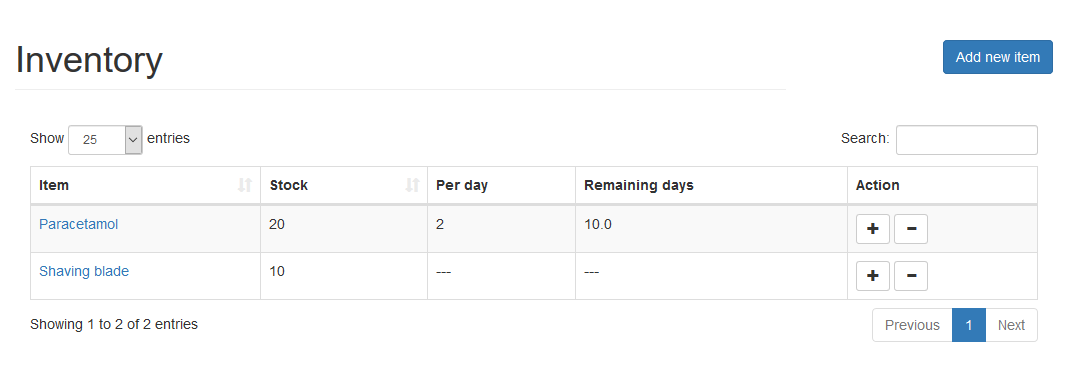 Inventory
Add new item
Show 25 entries
Search:
Item Stock Per day Remaining days Action
Paracetamol 20 2 10.0 + -
Shaving blade 10 --- --- + -
Showing 1 to 2 of 2 entries
Previous 1 Next